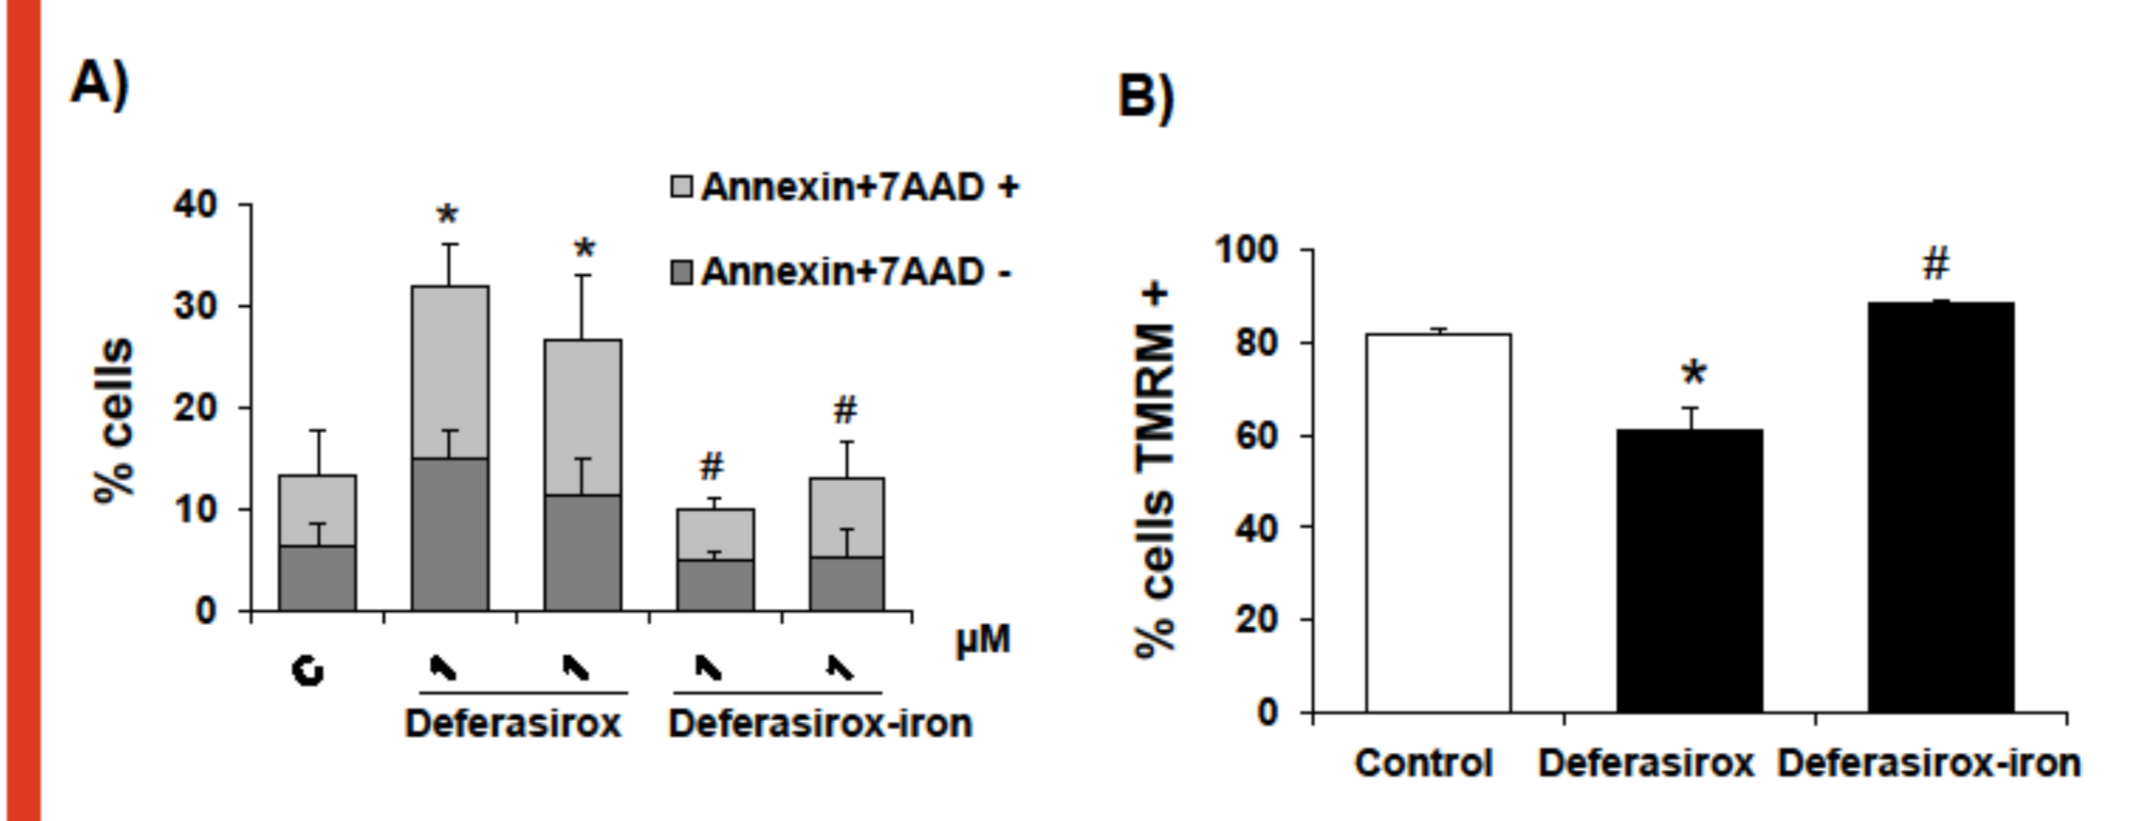 A)
Annexin+7AAD +
Annexin+7AAD -
% cells
40
30
20
10
0
µM
Deferasirox
Deferasirox-iron
*
*
#
#
B)
% cells TMRM +
100
80
60
40
20
0
*
#
Control
Deferasirox
Deferasirox-iron